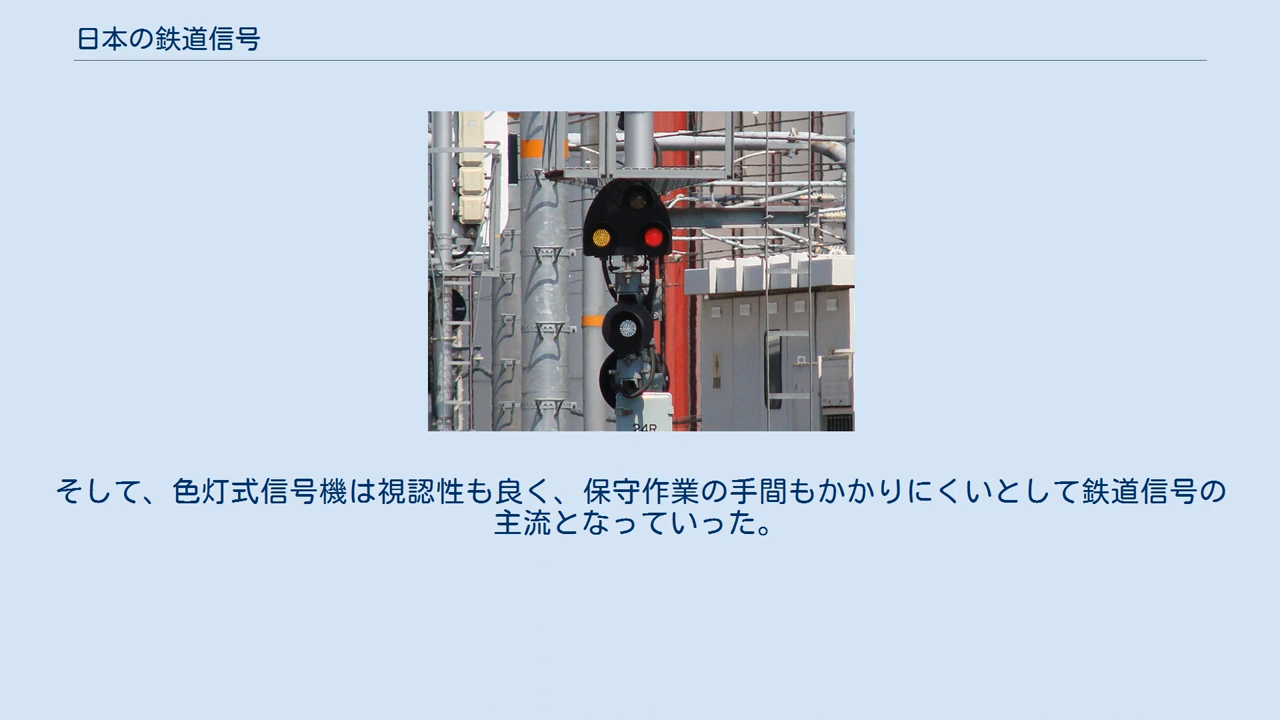 日本の鉄道信号
24R
そして、色灯式信号機は視認性も良く、保守作業の手間もかかりにくいとして鉄道信号の
主流となっていった。